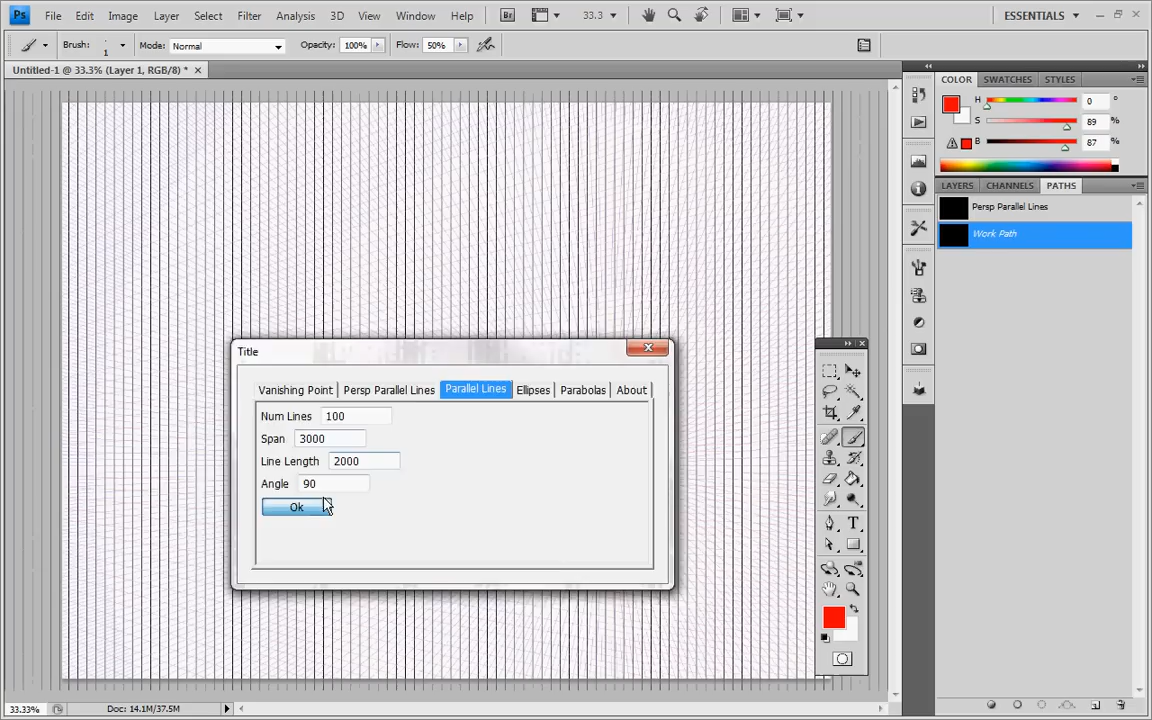 Ps File Edit Image Layer Select Filter Analysis 3D View Window Help Br 33.3 ESSENTIALS
Brush: 1 Mode: Normal Opacity: 100% Flow: 50%
Untitled-1 @ 33.3% (Layer 1, RGB/8) *
COLOR SWATCHES STYLES
H 0 °
S 89 %
B 87 %
LAYERS CHANNELS PATHS
Persp Parallel Lines
Work Path
Title
Vanishing Point Persp Parallel Lines Parallel Lines Ellipses Parabolas About
Num Lines 100
Span 3000
Line Length 2000
Angle 90
Ok
T
33.33% Doc: 14.1M/37.5M